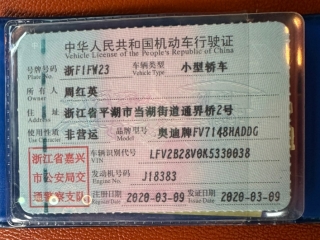 中华人民共和国机动车行驶证
Vehicle License of the People's Republic of China
号牌号码 浙F1FW23 车辆类型 小型轿车
Plate No. Vehicle Type
所有人 周红英
Owner
住址 浙江省平湖市当湖街道通界桥2号
Address
使用性质 非营运 品牌型号 奥迪牌FV7148HADDG
Use Character Model
浙江省嘉兴 车辆识别代号 LFV2B28V0K5330038
VIN
市公安局交 发动机号码 J18383
Engine No.
通警察支队 注册日期 2020-03-09 发证日期 2020-03-09
Register Date Issue Date